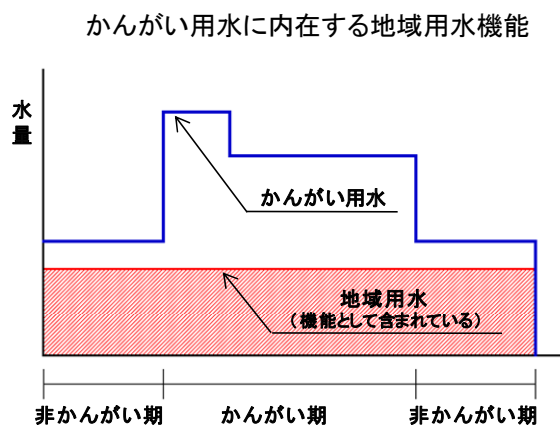 かんがい用水に内在する地域用水機能
水
量
かんがい用水
地域用水
（機能として含まれている）
非かんがい期
かんがい期
非かんがい期